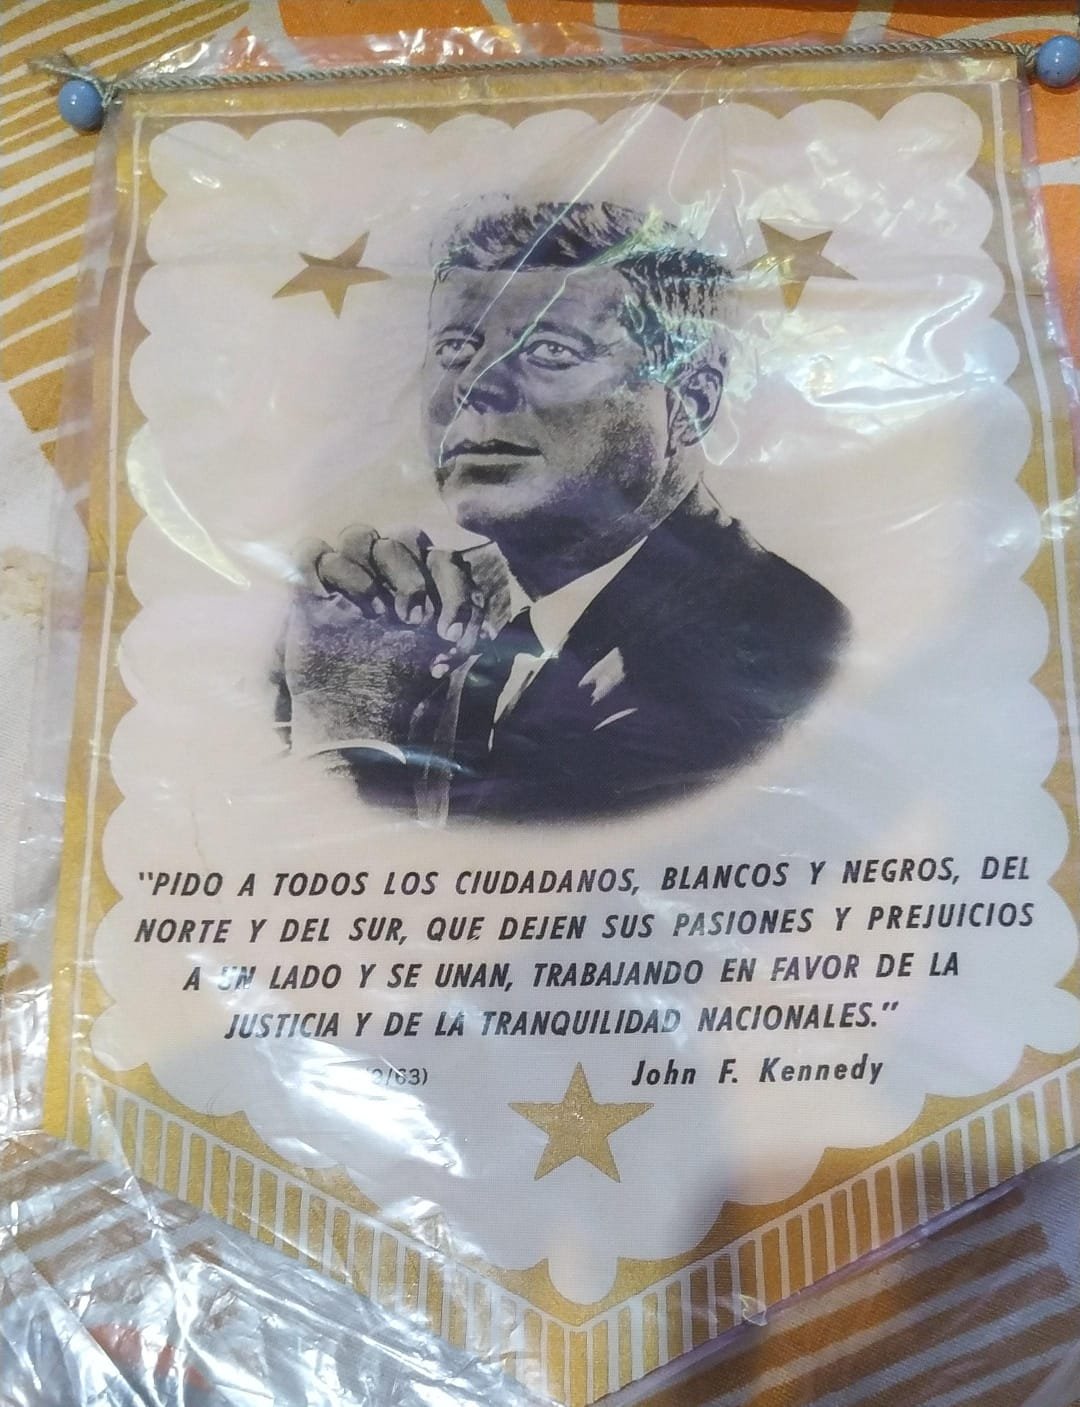 "PIDO A TODOS LOS CIUDADANOS, BLANCOS Y NEGROS, DEL
NORTE Y DEL SUR, QUE DEJEN SUS PASIONES Y PREJUICIOS
A UN LADO Y SE UNAN, TRABAJANDO EN FAVOR DE LA
JUSTICIA Y DE LA TRANQUILIDAD NACIONALES."
John F. Kennedy